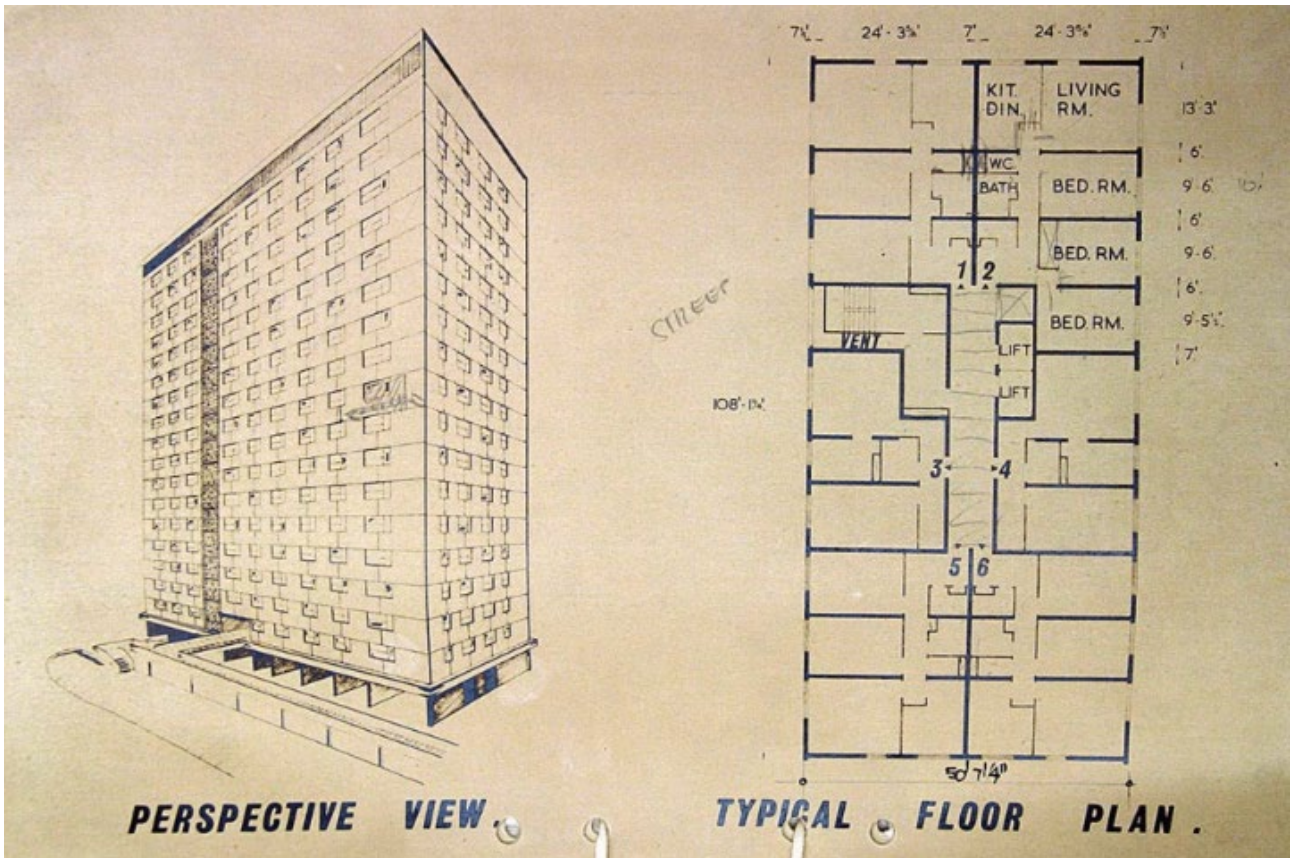 7½" 24'-3⅝" 7" 24'-3⅝" 7½"
KIT. LIVING
DIN. RM.
13'-3"
6"
WC.
BATH
BED. RM.
9'-6"
6"
BED. RM.
9'-6"
1 2
6"
STREET
BED. RM.
9'-5½"
VENT
LIFT
7"
LIFT
108'-1¼"
3 4
5 6
50' 7¼"
PERSPECTIVE VIEW.
TYPICAL FLOOR PLAN.